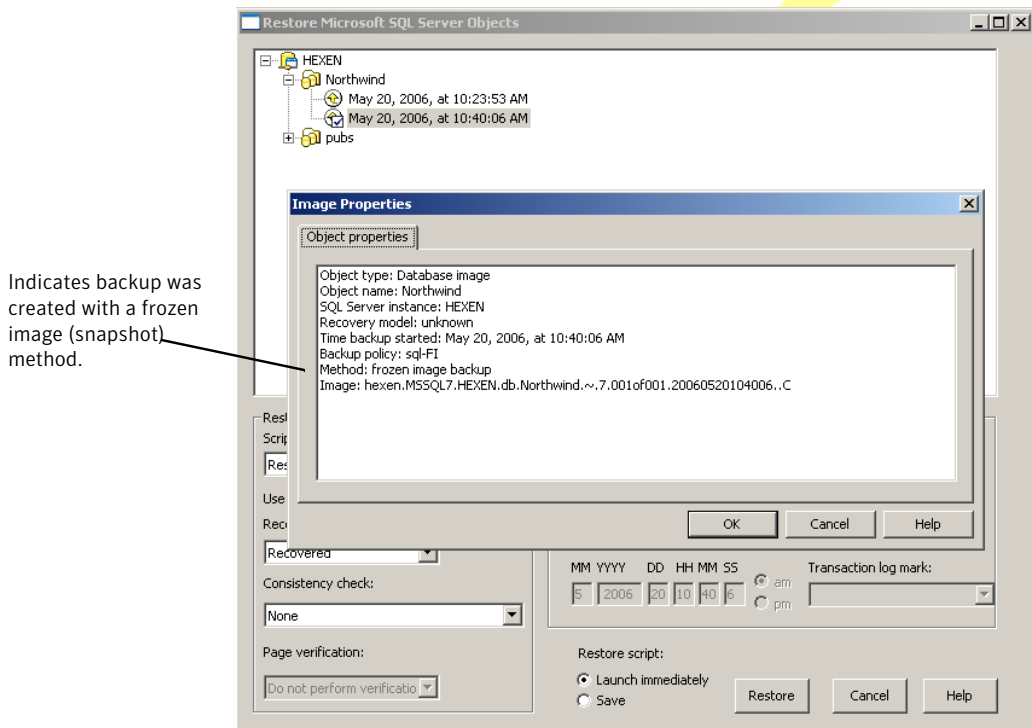 Restore Microsoft SQL Server Objects
HEXEN
Northwind
May 20, 2006, at 10:23:53 AM
May 20, 2006, at 10:40:06 AM
pubs
Image Properties
Object properties
Object type: Database image
Object name: Northwind
SQL Server instance: HEXEN
Recovery model: unknown
Time backup started: May 20, 2006, at 10:40:06 AM
Backup policy: sql-FI
Method: frozen image backup
Image: hexen.MSSQL7.HEXEN.db.Northwind.~.7.001of001.20060520104006..C
Indicates backup was
created with a frozen
image (snapshot)
method.
OK Cancel Help
Use
Recovered
Consistency check:
None
Page verification:
Do not perform verificatio
MM YYYY DD HH MM SS
5 2006 20 10 40 6
am
pm
Transaction log mark:
Restore script:
Launch immediately
Save
Restore Cancel Help